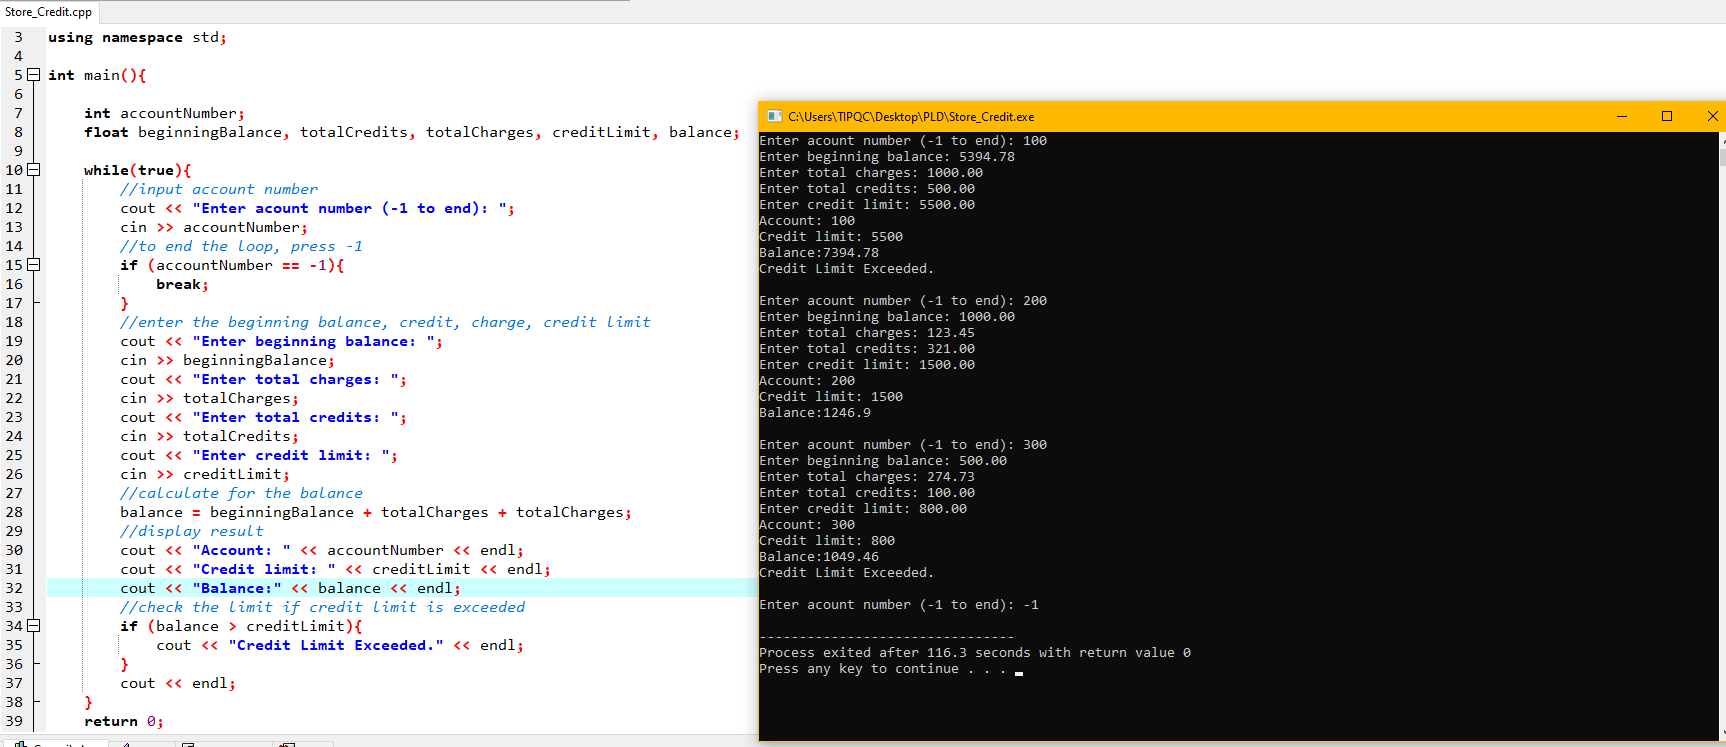 Store_Credit.cpp
3 using namespace std;
4
5 int main(){
6
7 int accountNumber;
8 float beginningBalance, totalCredits, totalCharges, creditLimit, balance;
9
10 while(true){
11 //input account number
12 cout << "Enter acount number (-1 to end): ";
13 cin >> accountNumber;
14 //to end the loop, press -1
15 if (accountNumber == -1){
16 break;
17 }
18 //enter the beginning balance, credit, charge, credit limit
19 cout << "Enter beginning balance: ";
20 cin >> beginningBalance;
21 cout << "Enter total charges: ";
22 cin >> totalCharges;
23 cout << "Enter total credits: ";
24 cin >> totalCredits;
25 cout << "Enter credit limit: ";
26 cin >> creditLimit;
27 //calculate for the balance
28 balance = beginningBalance + totalCharges + totalCharges;
29 //display result
30 cout << "Account: " << accountNumber << endl;
31 cout << "Credit limit: " << creditLimit << endl;
32 cout << "Balance:" << balance << endl;
33 //check the limit if credit limit is exceeded
34 if (balance > creditLimit){
35 cout << "Credit Limit Exceeded." << endl;
36 }
37 cout << endl;
38 }
39 return 0;
C:\Users\TIPQC\Desktop\PLD\Store_Credit.exe
Enter acount number (-1 to end): 100
Enter beginning balance: 5394.78
Enter total charges: 1000.00
Enter total credits: 500.00
Enter credit limit: 5500.00
Account: 100
Credit limit: 5500
Balance:7394.78
Credit Limit Exceeded.
Enter acount number (-1 to end): 200
Enter beginning balance: 1000.00
Enter total charges: 123.45
Enter total credits: 321.00
Enter credit limit: 1500.00
Account: 200
Credit limit: 1500
Balance:1246.9
Enter acount number (-1 to end): 300
Enter beginning balance: 500.00
Enter total charges: 274.73
Enter total credits: 100.00
Enter credit limit: 800.00
Account: 300
Credit limit: 800
Balance:1049.46
Credit Limit Exceeded.
Enter acount number (-1 to end): -1
--------------------------------
Process exited after 116.3 seconds with return value 0
Press any key to continue . . .